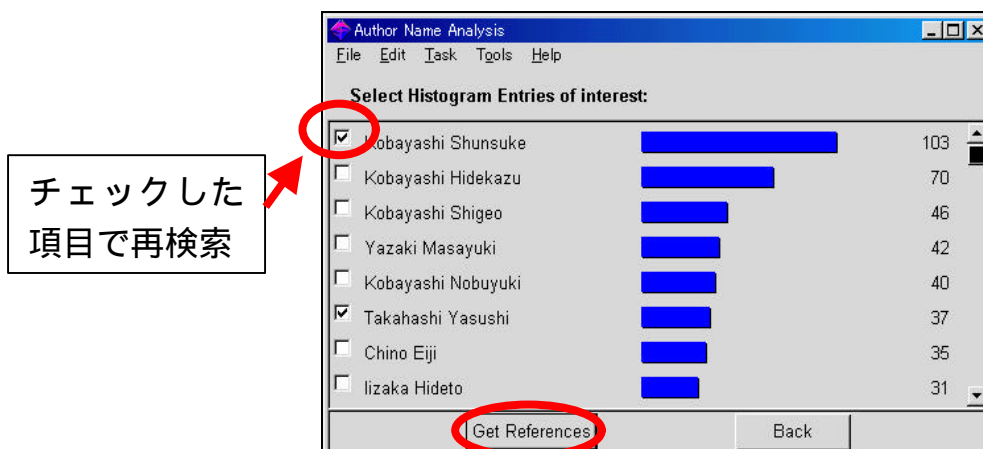 Author Name Analysis
File Edit Task Tools Help
Select Histogram Entries of interest:
Kobayashi Shunsuke 103
Kobayashi Hidekazu 70
Kobayashi Shigeo 46
Yazaki Masayuki 42
Kobayashi Nobuyuki 40
Takahashi Yasushi 37
Chino Eiji 35
Iizaka Hideto 31
Get References Back
チェックした
項目で再検索